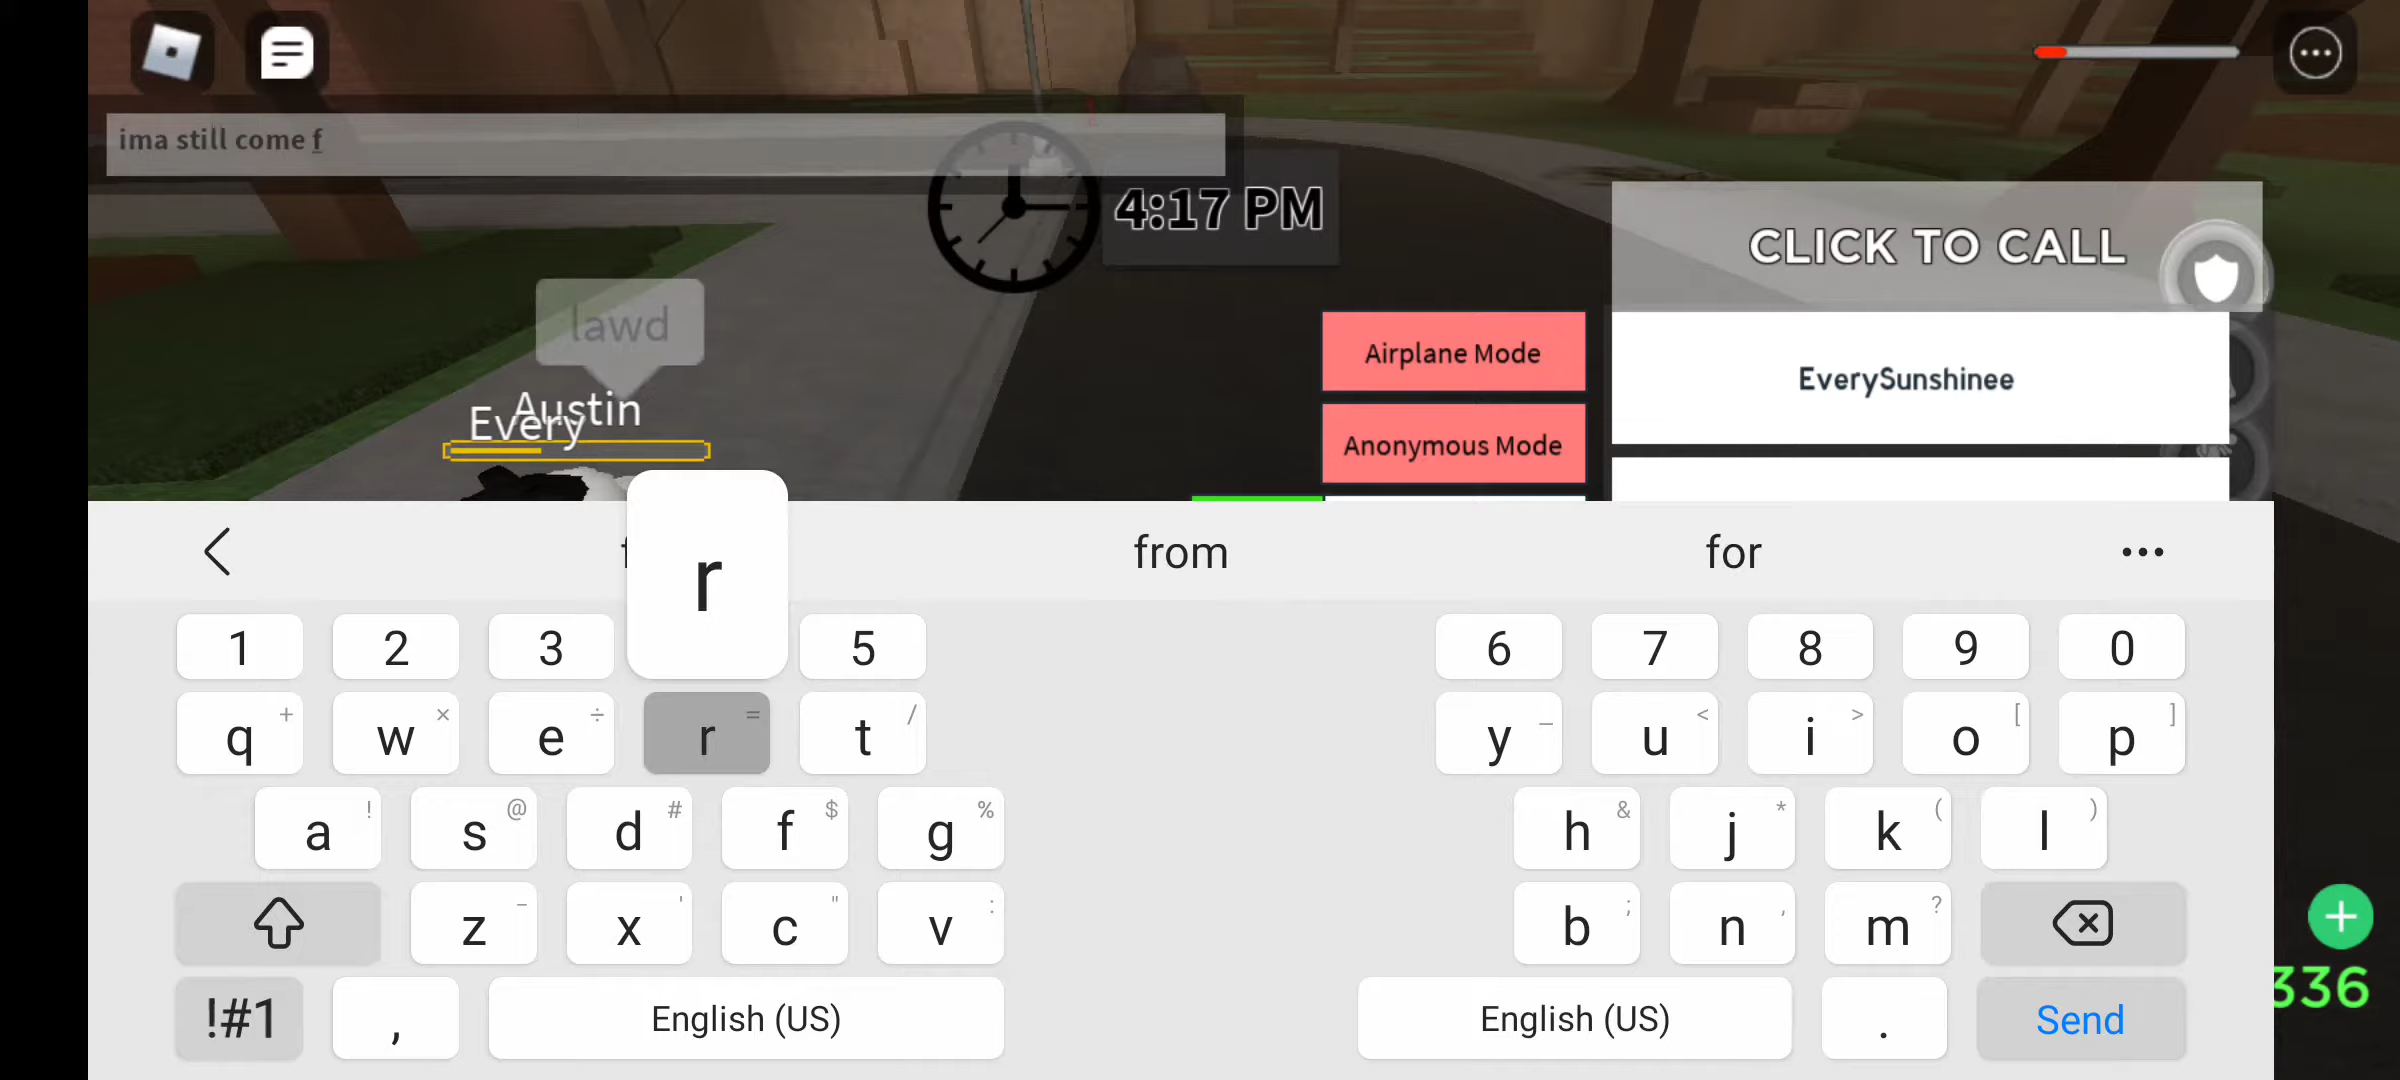 ima still come f
4:17 PM
CLICK TO CALL
lawd
Airplane Mode
EverySunshinee
Austin
Every
Anonymous Mode
from
for
r
1 2 3 5 6 7 8 9 0
q + w × e ÷ r = t / y _ u < i > o [ p ]
a ! s @ d # f $ g % h & j * k ( l )
z - x ' c " v : b ; n , m ?
!#1 , English (US) English (US) . Send
336